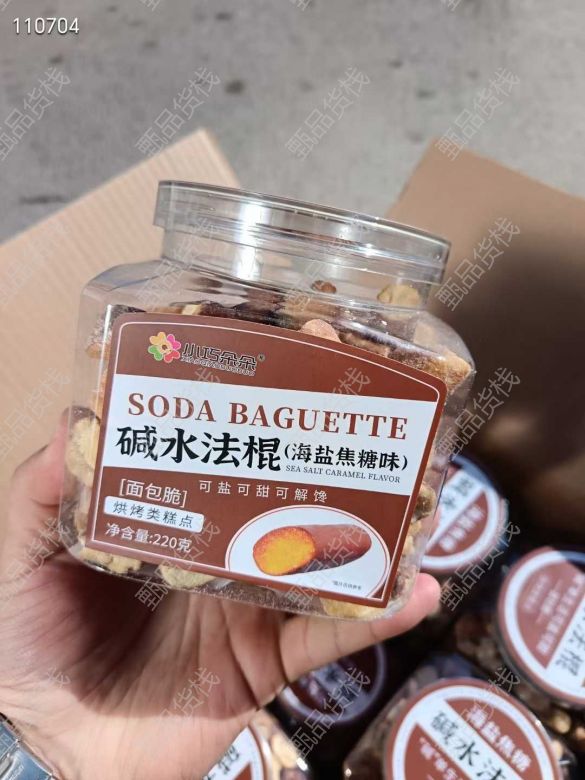 110704
甄品货栈
小巧朵朵®
XIAOQIAODUODUO
SODA BAGUETTE
碱水法棍(海盐焦糖味)
SEA SALT CARAMEL FLAVOR
[面包脆]
可盐可甜可解馋
烘烤类糕点
净含量:220克
碱水法
海盐焦糖